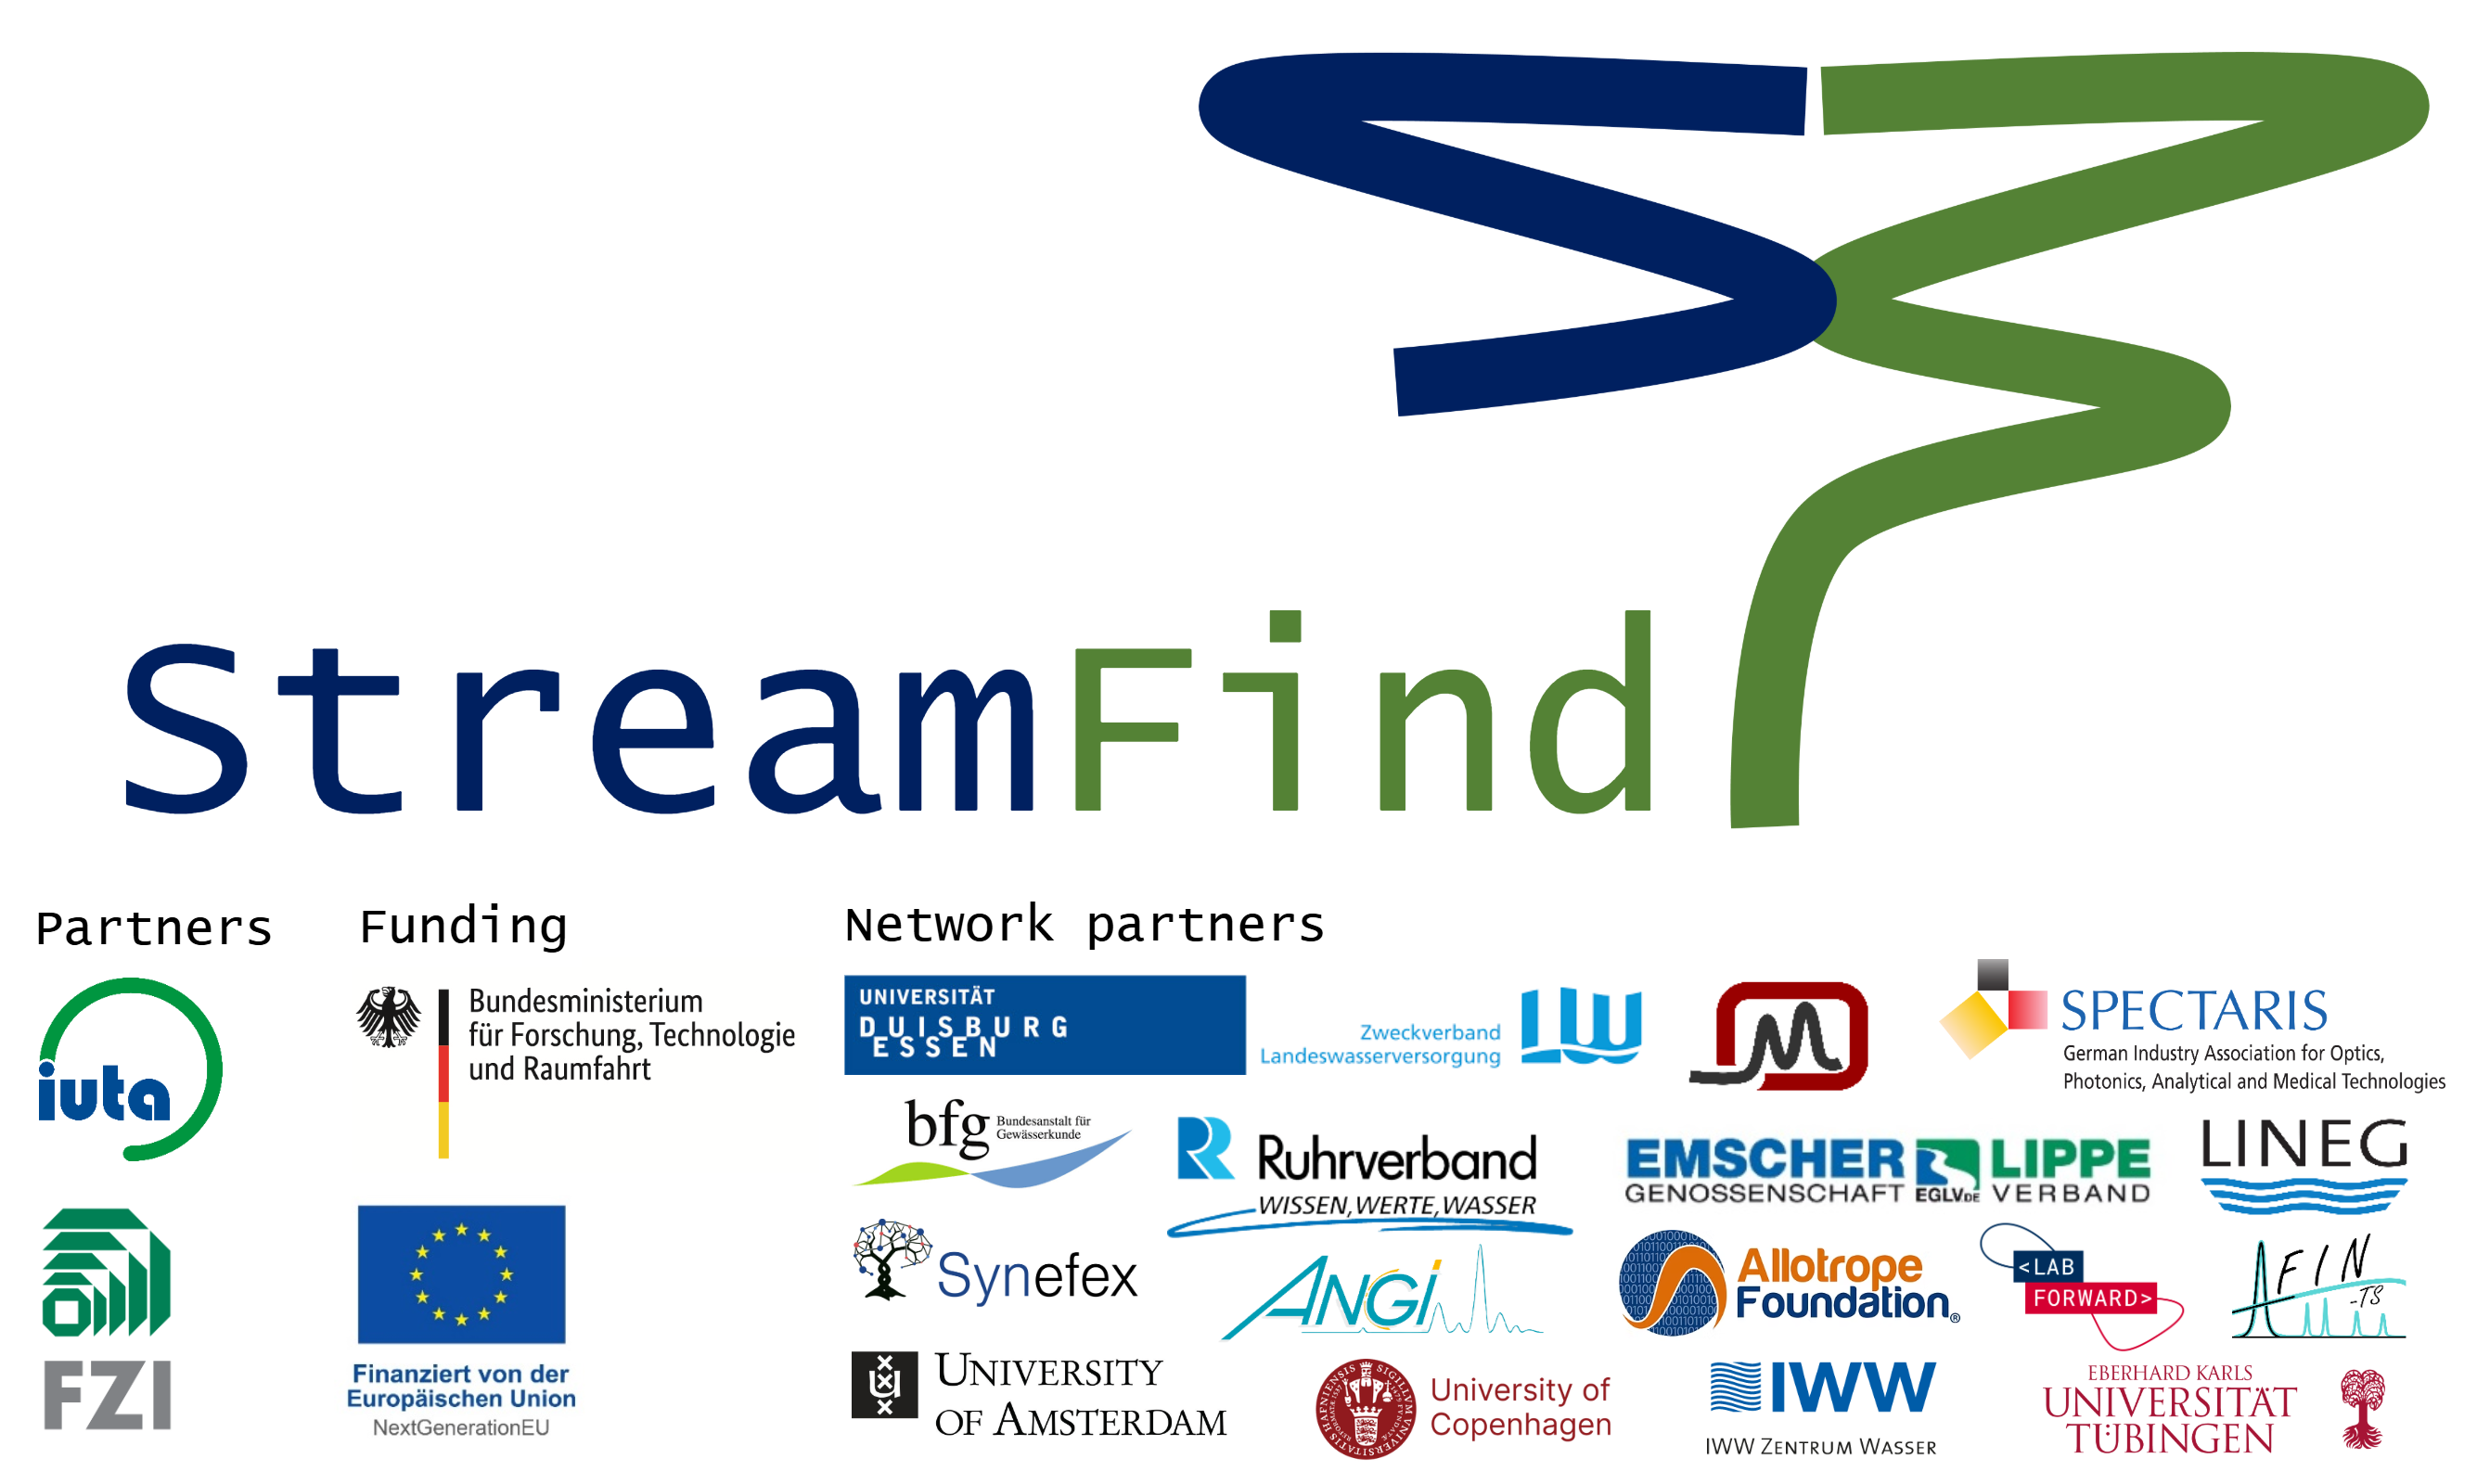 StreamFind
Partners
Funding
Network partners
iuta
FZI
Bundesministerium
für Forschung, Technologie
und Raumfahrt
Finanziert von der
Europäischen Union
NextGenerationEU
UNIVERSITÄT
DUISBURG
ESSEN
Zweckverband
Landeswasserversorgung
LW
SPECTARIS
German Industry Association for Optics,
Photonics, Analytical and Medical Technologies
bfg Bundesanstalt für
Gewässerkunde
Ruhrverband
WISSEN, WERTE, WASSER
EMSCHER LIPPE
GENOSSENSCHAFT EGLV.DE VERBAND
LINEG
Synefex
ANGI
Allotrope
Foundation®
<LAB
FORWARD>
AFIN
-TS
UNIVERSITY
OF AMSTERDAM
University of
Copenhagen
IWW
IWW ZENTRUM WASSER
EBERHARD KARLS
UNIVERSITÄT
TÜBINGEN